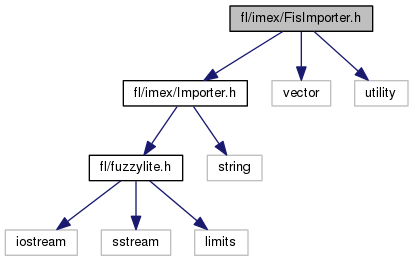 fl/imex/FisImporter.h
fl/imex/Importer.h
vector
utility
fl/fuzzylite.h
string
iostream
sstream
limits